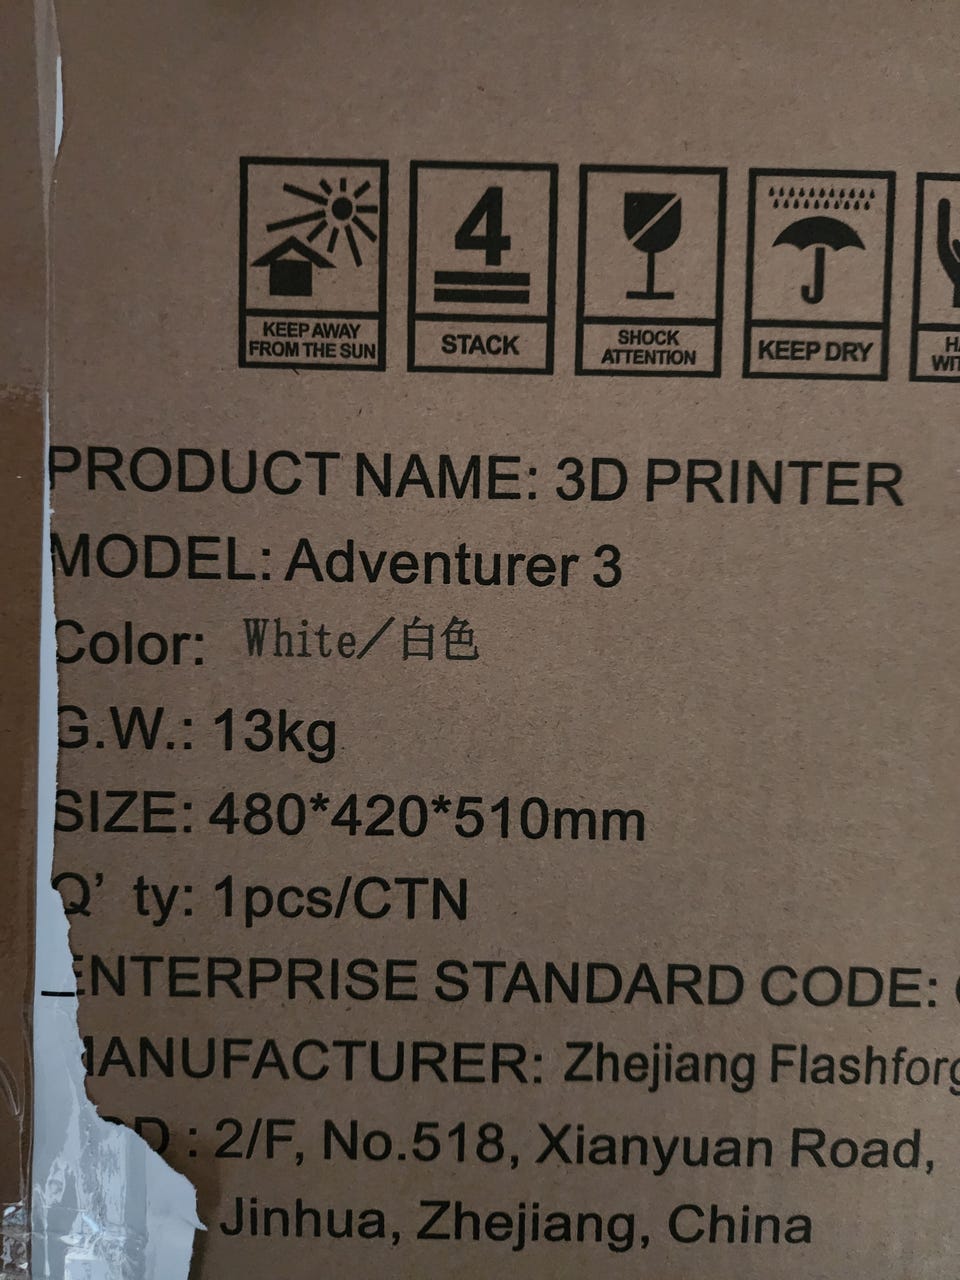 KEEP AWAY
FROM THE SUN
4
STACK
SHOCK
ATTENTION
KEEP DRY
PRODUCT NAME: 3D PRINTER
MODEL: Adventurer 3
Color: White/白色
G.W.: 13kg
SIZE: 480*420*510mm
Q' ty: 1pcs/CTN
ENTERPRISE STANDARD CODE:
MANUFACTURER: Zhejiang Flashforg
: 2/F, No.518, Xianyuan Road,
Jinhua, Zhejiang, China